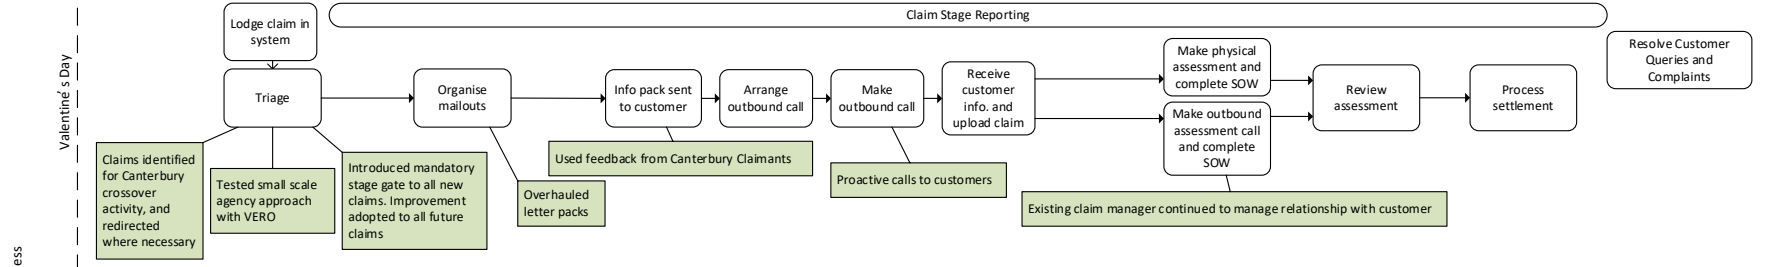 Claim Stage Reporting
Lodge claim in
system
Resolve Customer
Queries and
Complaints
Valentine's Day
Triage
Organise
mailouts
Info pack sent
to customer
Arrange
outbound call
Make
outbound call
Receive
customer
info. and
upload claim
Make physical
assessment and
complete SOW
Make outbound
assessment call
and complete
SOW
Review
assessment
Process
settlement
Claims identified
for Canterbury
crossover
activity, and
redirected
where necessary
Tested small scale
agency approach
with VERO
Introduced mandatory
stage gate to all new
claims. Improvement
adopted to all future
claims
Overhauled
letter packs
Used feedback from Canterbury Claimants
Proactive calls to customers
Existing claim manager continued to manage relationship with customer
ess